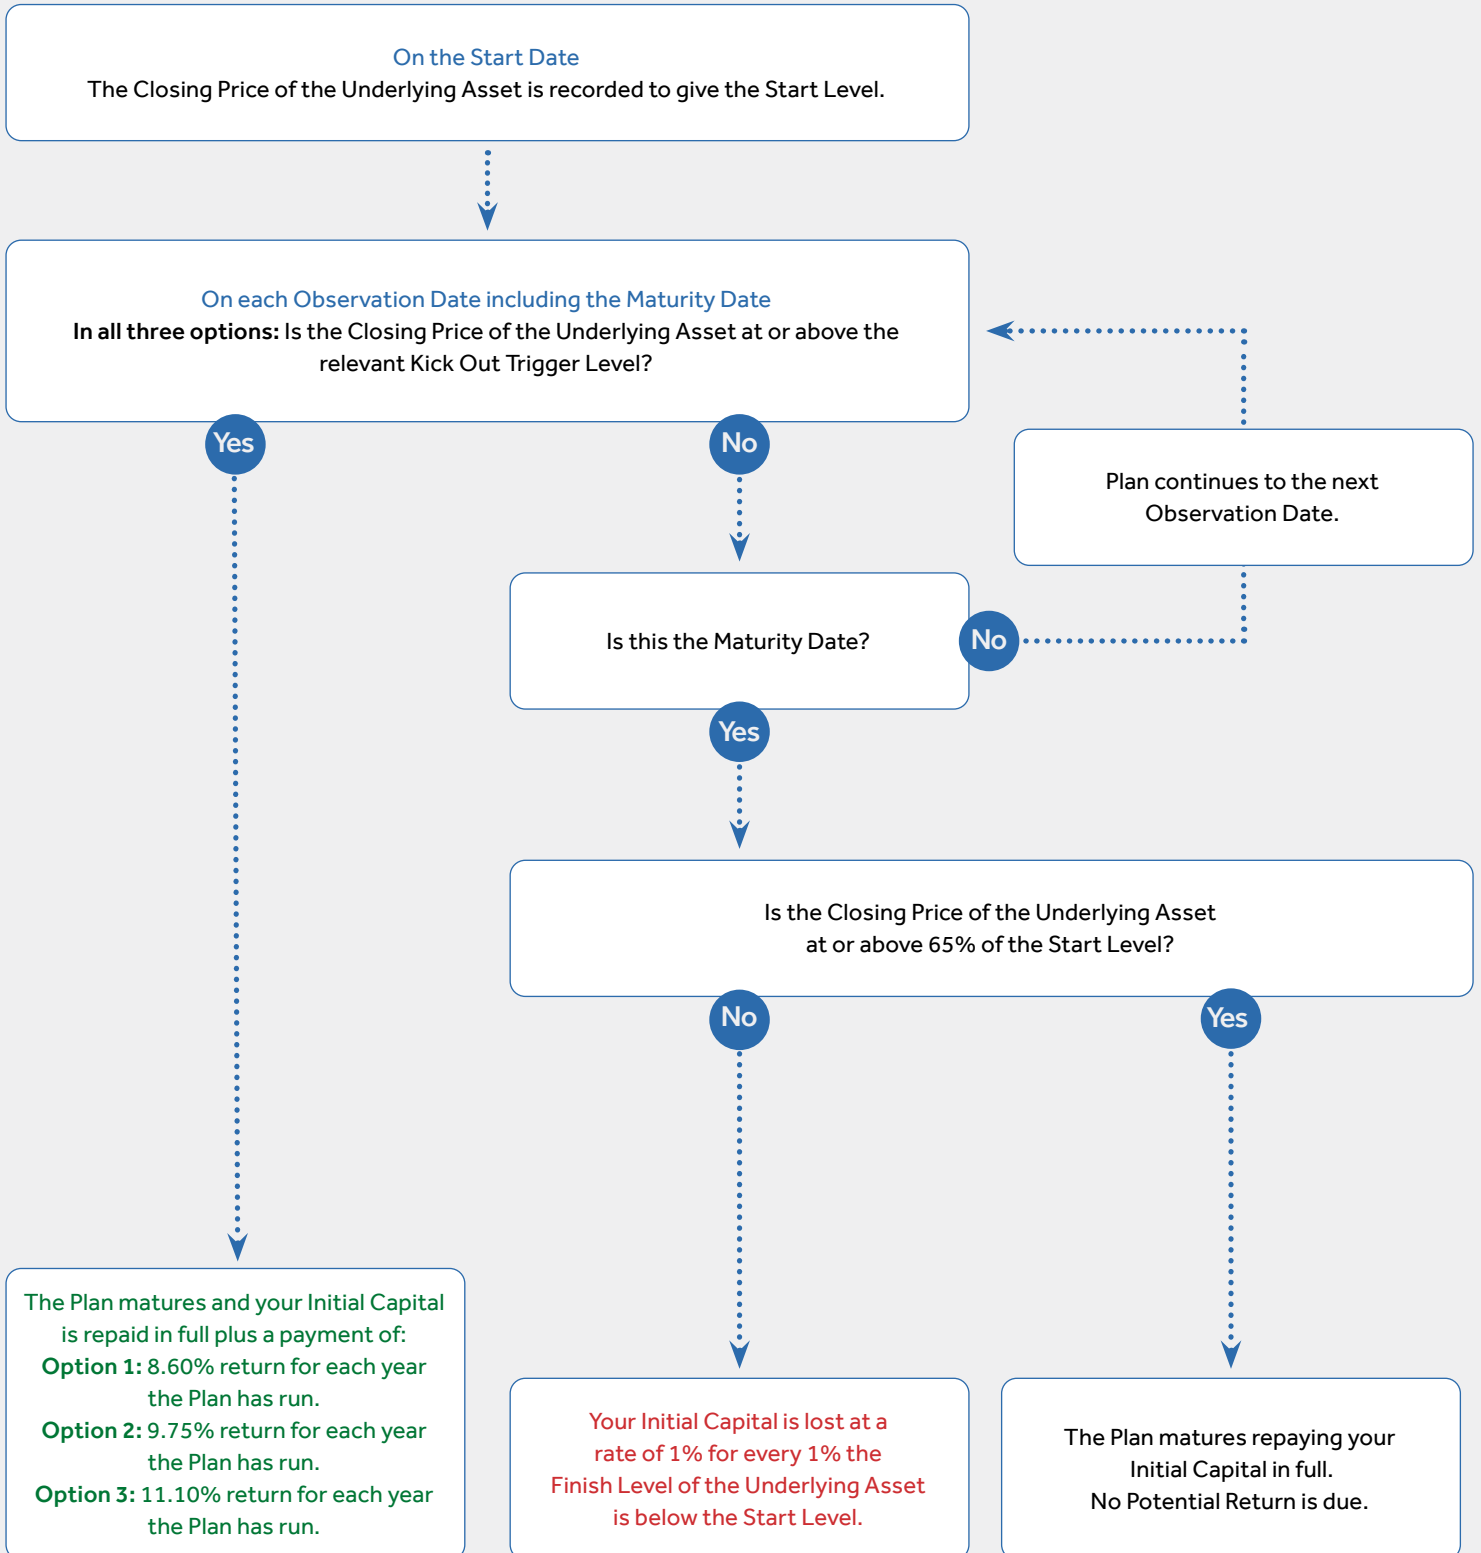 On the Start Date
The Closing Price of the Underlying Asset is recorded to give the Start Level.
On each Observation Date including the Maturity Date
In all three options: Is the Closing Price of the Underlying Asset at or above the
relevant Kick Out Trigger Level?
Yes
No
Plan continues to the next
Observation Date.
Is this the Maturity Date?
No
Yes
Is the Closing Price of the Underlying Asset
at or above 65% of the Start Level?
No
Yes
The Plan matures and your Initial Capital
is repaid in full plus a payment of:
Option 1: 8.60% return for each year
the Plan has run.
Option 2: 9.75% return for each year
the Plan has run.
Option 3: 11.10% return for each year
the Plan has run.
Your Initial Capital is lost at a
rate of 1% for every 1% the
Finish Level of the Underlying Asset
is below the Start Level.
The Plan matures repaying your
Initial Capital in full.
No Potential Return is due.